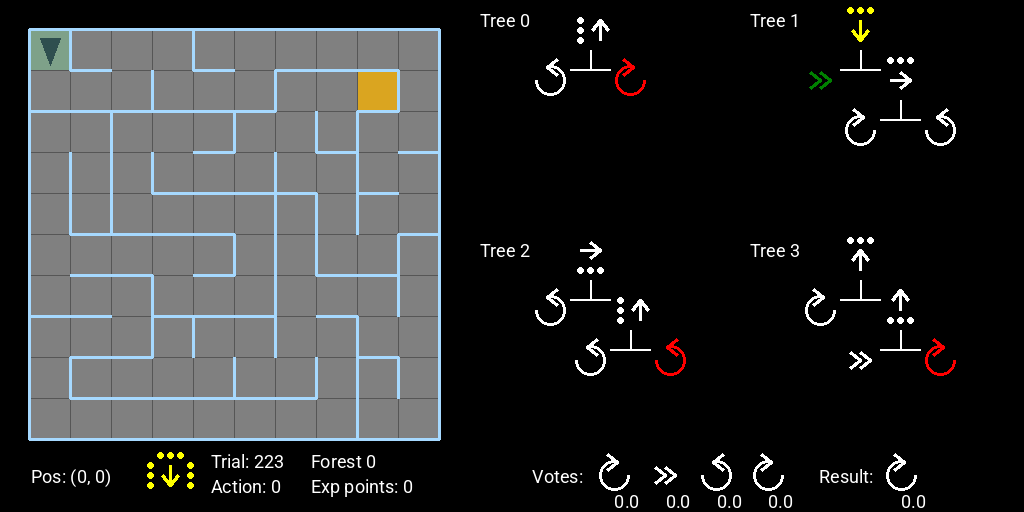 Tree 0
Tree 1
Tree 2
Tree 3
Pos: (0, 0)
Trial: 223
Forest 0
Action: 0
Exp points: 0
Votes:
0.0
0.0
0.0
0.0
Result:
0.0